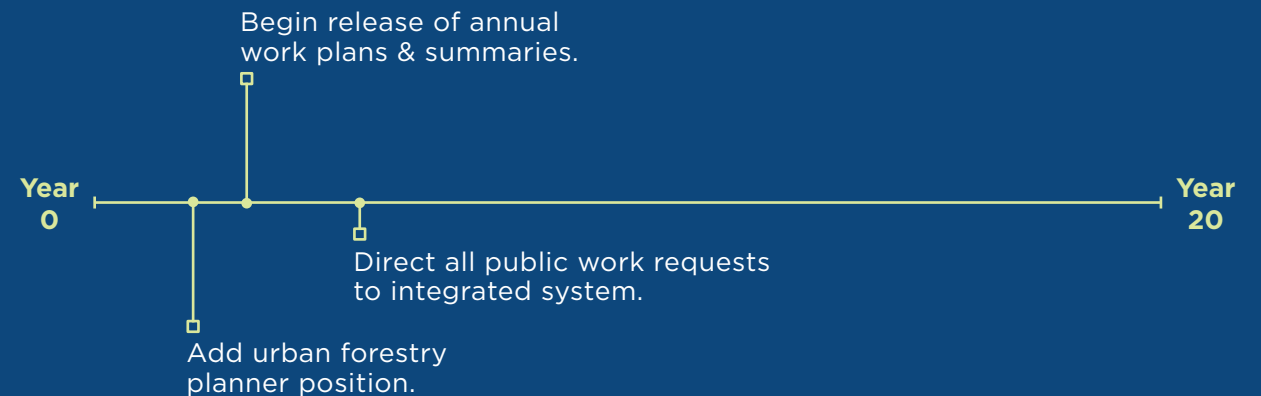 Begin release of annual
work plans & summaries.
Year
0
Year
20
Direct all public work requests
to integrated system.
Add urban forestry
planner position.